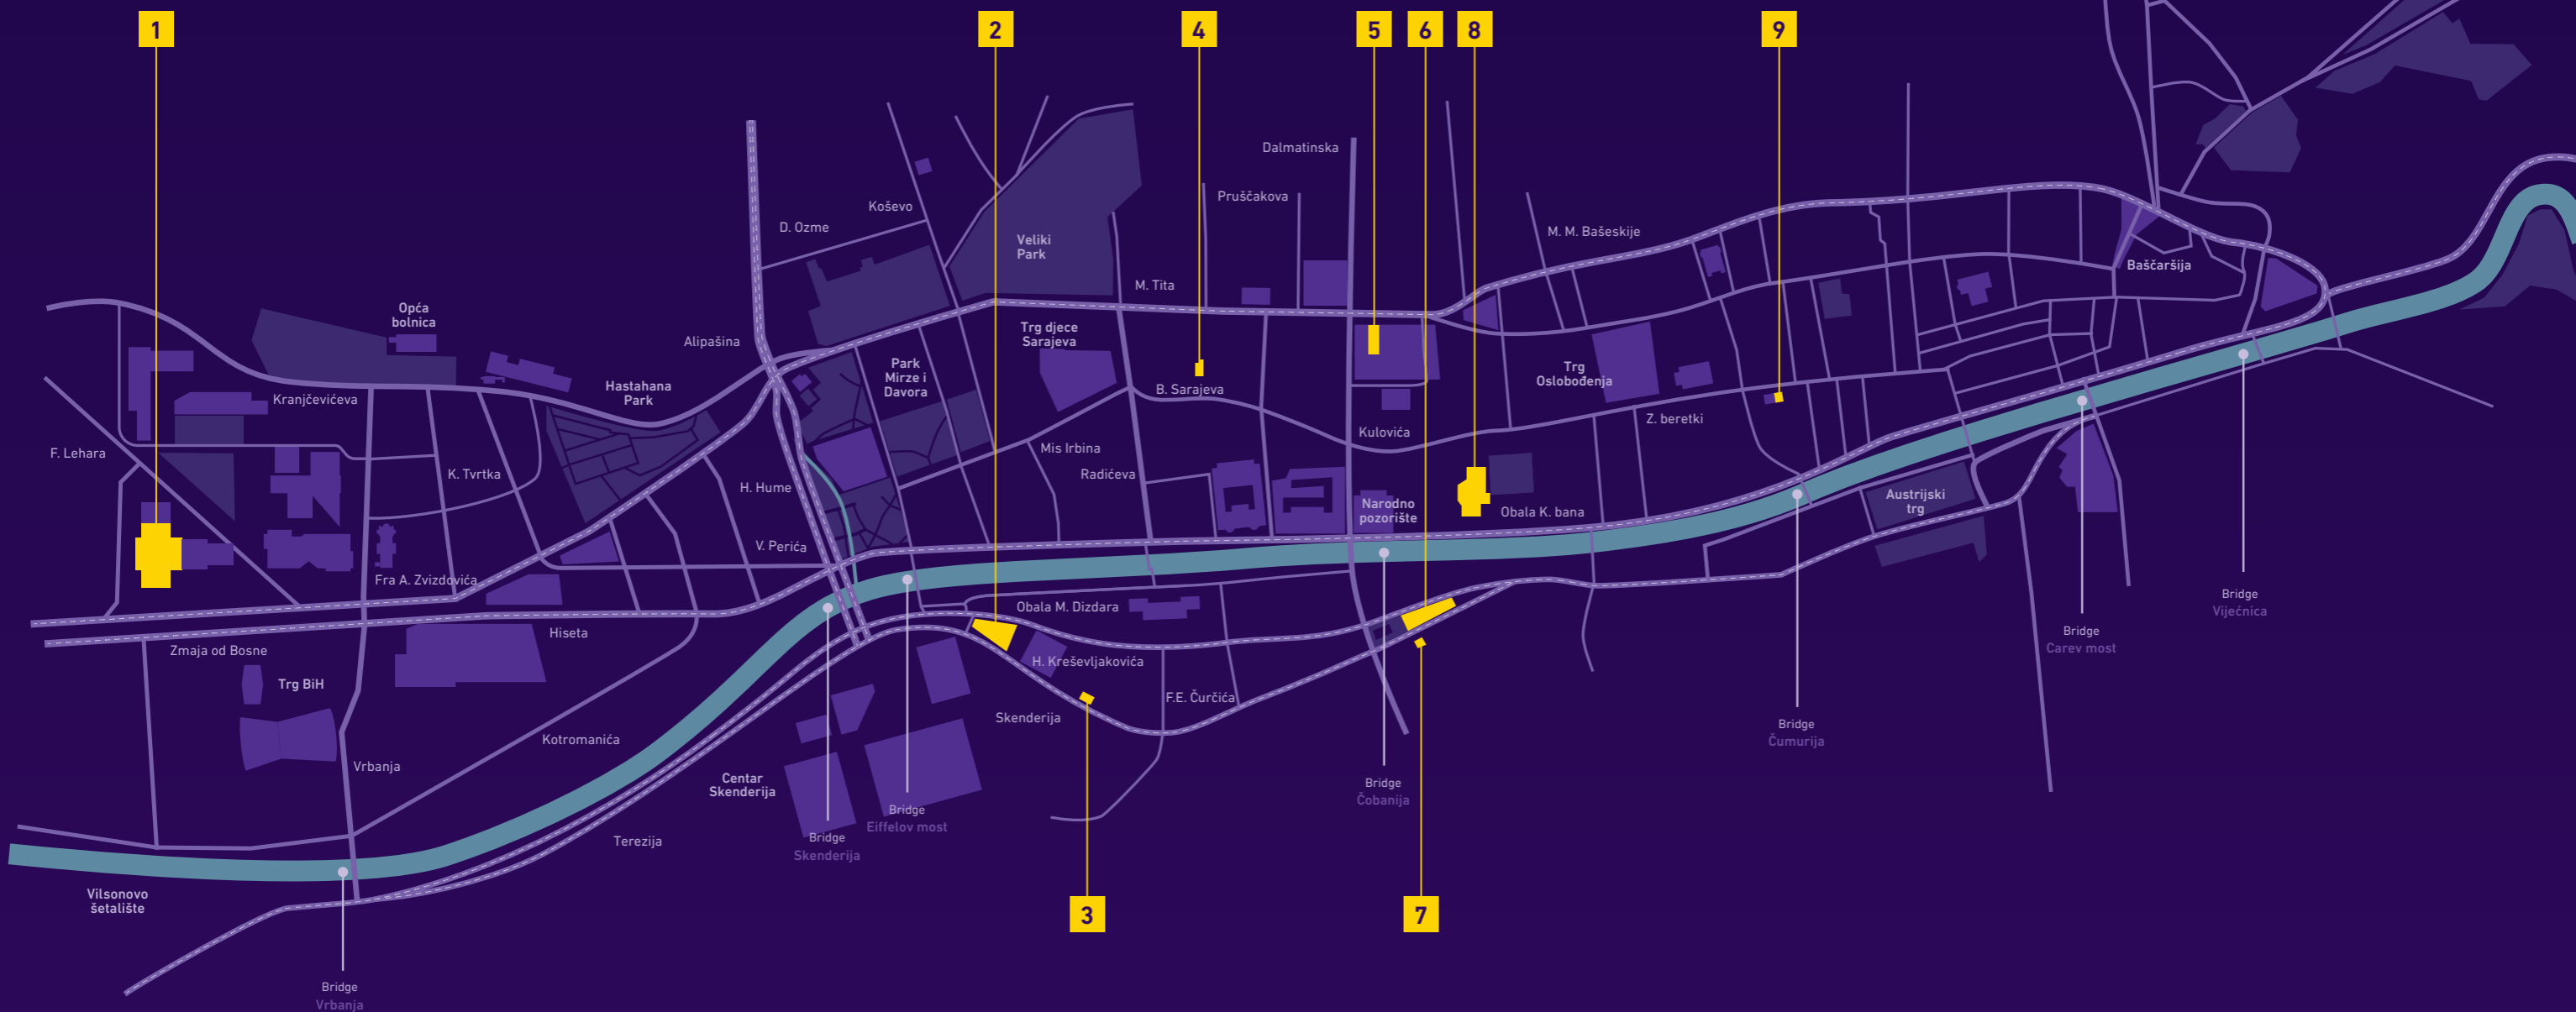 1
2
4
5
6
8
9
Dalmatinska
Pruščakova
Koševo
D. Ozme
M. M. Bašeskije
Veliki
Park
Baščaršija
M. Tita
Opća
bolnica
Trg djece
Sarajeva
Alipašina
Park
Mirze i
Davora
Trg
Oslobođenja
Hastahana
Park
B. Sarajeva
Kranjčevićeva
Z. beretki
Kulovića
F. Lehara
Mis Irbina
K. Tvrtka
Radićeva
H. Hume
Narodno
pozorište
Obala K. bana
Austrijski
trg
V. Perića
Fra A. Zvizdovića
Obala M. Dizdara
Bridge
Vijećnica
Hiseta
Bridge
Carev most
Zmaja od Bosne
H. Kreševljakovića
Trg BiH
F.E. Čurčića
Skenderija
Bridge
Čumurija
Kotromanića
Vrbanja
Centar
Skenderija
Bridge
Čobanija
Bridge
Eiffelov most
Bridge
Skenderija
Terezija
Vilsonovo
šetalište
3
7
Bridge
Vrbanja